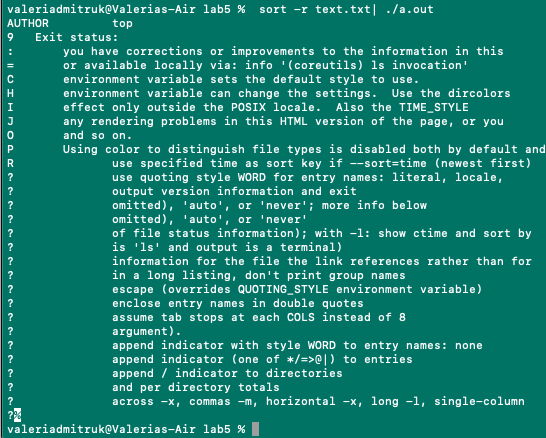 valeriadmitruk@Valerias-Air lab5 %  sort -r text.txt| ./a.out
AUTHOR         top
9   Exit status:
:       you have corrections or improvements to the information in this
=       or available locally via: info '(coreutils) ls invocation'
C       environment variable sets the default style to use.
H       environment variable can change the settings.  Use the dircolors
I       effect only outside the POSIX locale.  Also the TIME_STYLE
J       any rendering problems in this HTML version of the page, or you
O       and so on.
P       Using color to distinguish file types is disabled both by default and
R              use specified time as sort key if --sort=time (newest first)
?              use quoting style WORD for entry names: literal, locale,
?              output version information and exit
?              omitted), 'auto', or 'never'; more info below
?              omitted), 'auto', or 'never'
?              of file status information); with -l: show ctime and sort by
?              is 'ls' and output is a terminal)
?              information for the file the link references rather than for
?              in a long listing, don't print group names
?              escape (overrides QUOTING_STYLE environment variable)
?              enclose entry names in double quotes
?              assume tab stops at each COLS instead of 8
?              argument).
?              append indicator with style WORD to entry names: none
?              append indicator (one of */=>@|) to entries
?              append / indicator to directories
?              and per directory totals
?              across -x, commas -m, horizontal -x, long -l, single-column
?%
valeriadmitruk@Valerias-Air lab5 %